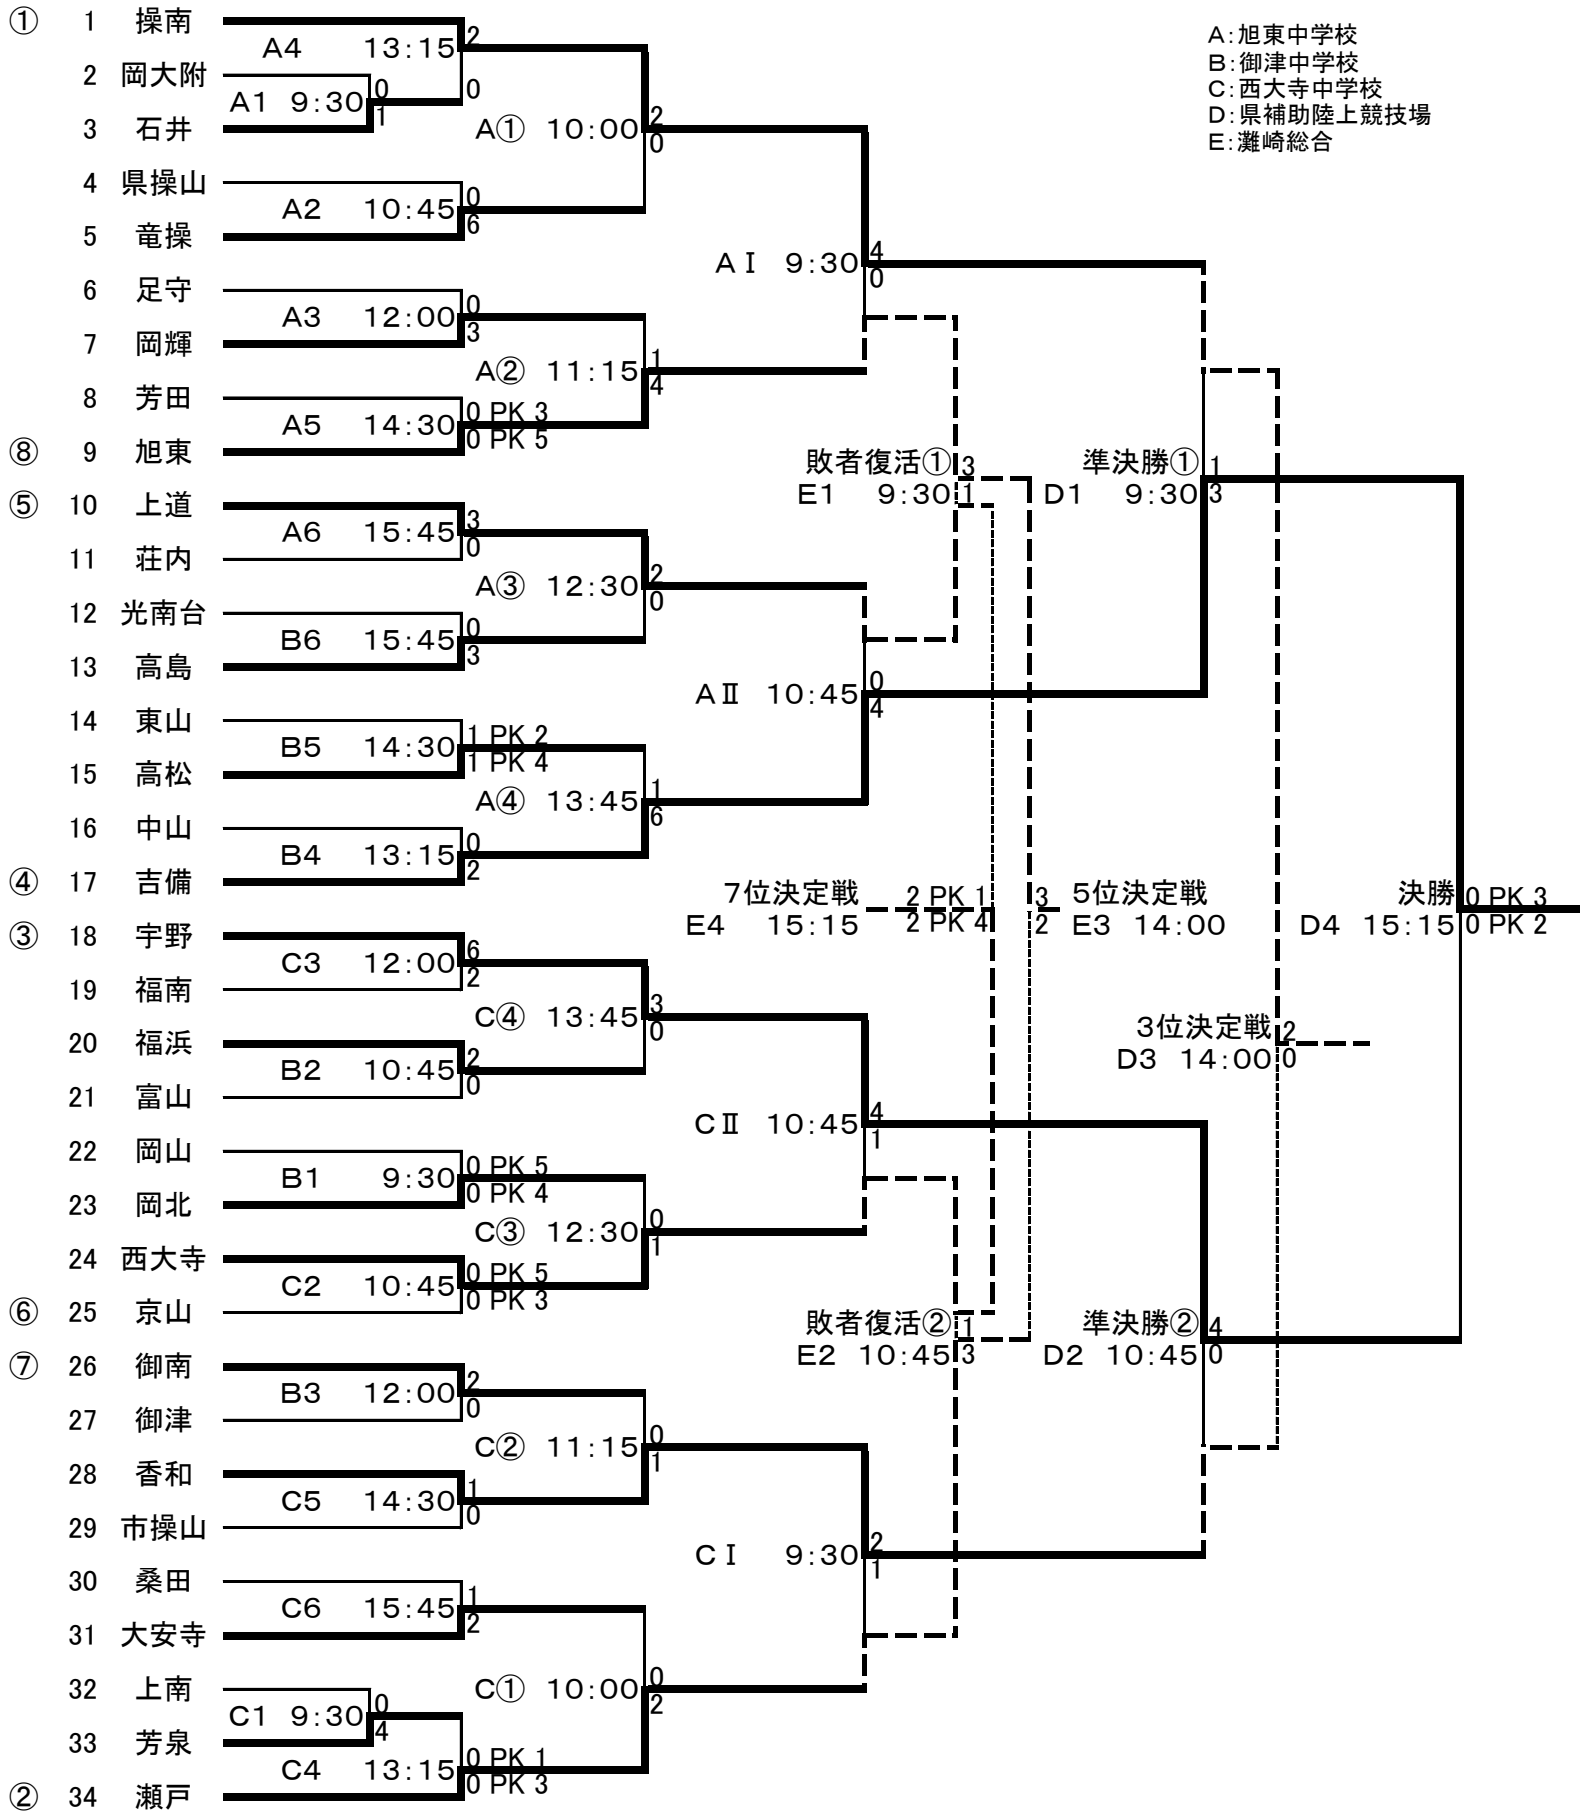 ① 1 操南
A4 13:15 2
0
2 岡大附
A1 9:30 0
1
3 石井
A① 10:00 2
0
4 県操山
A2 10:45 0
6
5 竜操
AⅠ 9:30 4
0
6 足守
A3 12:00 0
3
7 岡輝
A② 11:15 1
4
8 芳田
A5 14:30 0 PK 3
0 PK 5
⑧ 9 旭東
敗者復活① 3
E1 9:30 1
準決勝① 1
D1 9:30 3
⑤ 10 上道
A6 15:45 3
0
11 荘内
A③ 12:30 2
0
12 光南台
B6 15:45 0
3
13 高島
AⅡ 10:45 0
4
14 東山
B5 14:30 1 PK 2
1 PK 4
15 高松
A④ 13:45 1
6
16 中山
B4 13:15 0
2
④ 17 吉備
7位決定戦 2 PK 1
E4 15:15 2 PK 4
3 5位決定戦
2 E3 14:00
決勝 0 PK 3
D4 15:15 0 PK 2
③ 18 宇野
C3 12:00 6
2
19 福南
C④ 13:45 3
0
3位決定戦 2
D3 14:00 0
20 福浜
B2 10:45 2
0
21 富山
CⅡ 10:45 4
1
22 岡山
B1 9:30 0 PK 5
0 PK 4
23 岡北
C③ 12:30 0
1
24 西大寺
C2 10:45 0 PK 5
0 PK 3
⑥ 25 京山
敗者復活② 1
E2 10:45 3
準決勝② 4
D2 10:45 0
⑦ 26 御南
B3 12:00 2
0
27 御津
C② 11:15 0
1
28 香和
C5 14:30 1
0
29 市操山
CⅠ 9:30 2
1
30 桑田
C6 15:45 1
2
31 大安寺
C① 10:00 0
2
32 上南
C1 9:30 0
4
33 芳泉
C4 13:15 0 PK 1
0 PK 3
② 34 瀬戸
A:旭東中学校
B:御津中学校
C:西大寺中学校
D:県補助陸上競技場
E:灘崎総合